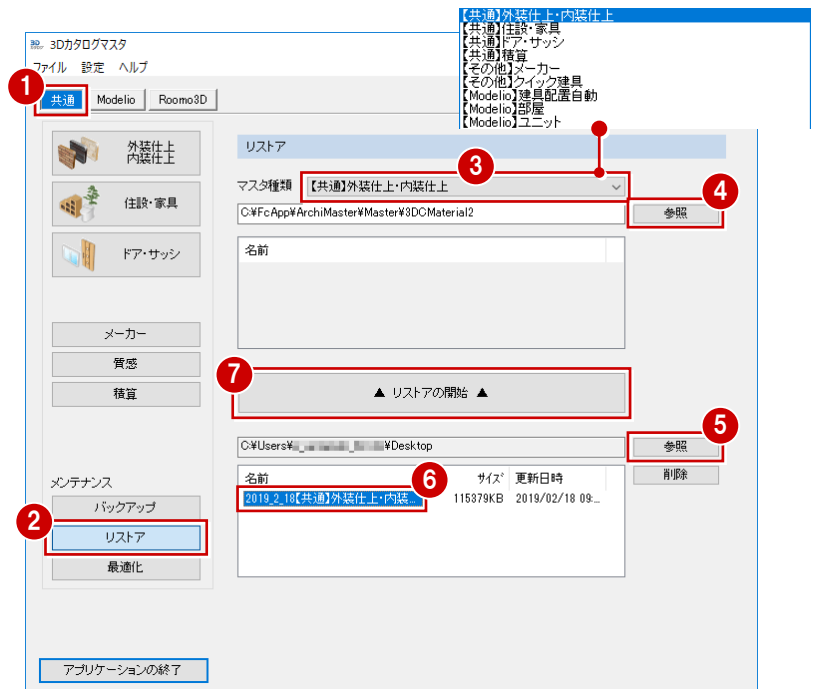 【共通】外装仕上・内装仕上
【共通】住設・家具
【共通】ドア・サッシ
【共通】積算
【その他】メーカー
【その他】クイック建具
【Modelio】建具配置自動
【Modelio】部屋
【Modelio】ユニット
3Dカタログマスタ
ファイル 設定 ヘルプ
1
共通 Modelio Roomo3D
外装仕上
内装仕上
住設・家具
ドア・サッシ
メーカー
質感
積算
メンテナンス
バックアップ
2
リストア
最適化
アプリケーションの終了
リストア
3
マスタ種類 【共通】外装仕上・内装仕上
4
C:¥FcApp¥ArchiMaster¥Master¥3DCMaterial2 参照
名前
7
▲ リストアの開始 ▲
5
C:¥Users¥ ¥Desktop 参照
6
名前 サイズ 更新日時 削除
2019_2_18【共通】外装仕上・内装... 115379KB 2019/02/18 09:...